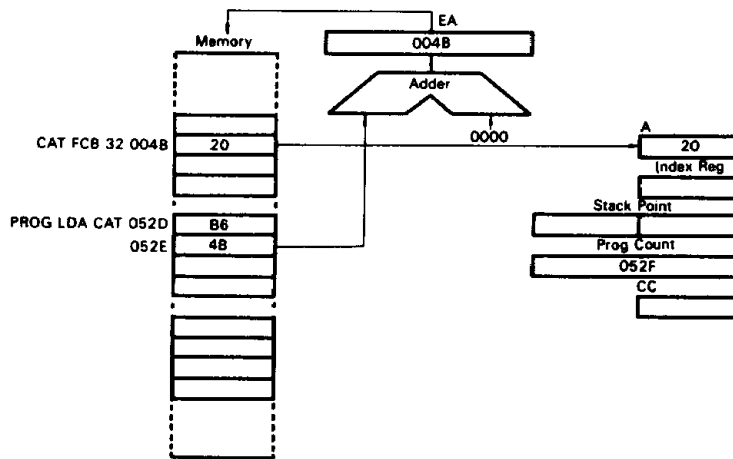 EA
Memory
004B
Adder
CAT FCB 32 004B
20
0000
A
20
Index Reg
Stack Point
PROG LDA CAT 052D
B6
Prog Count
052E
4B
052F
CC